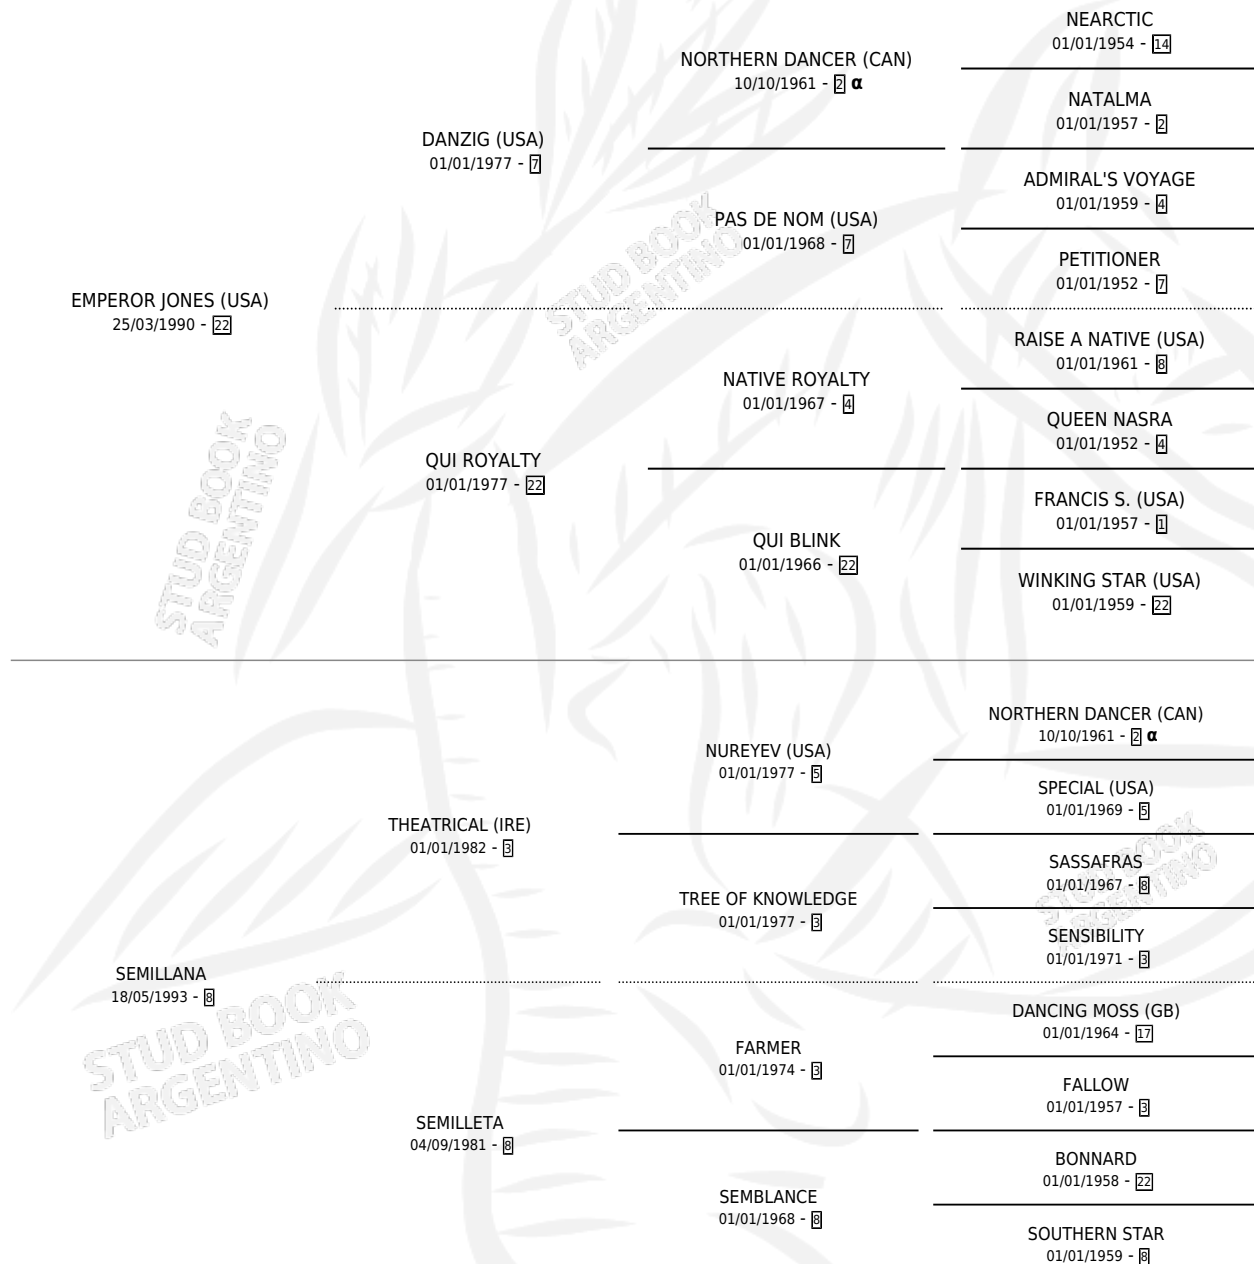 NEARCTIC
01/01/1954 - 14
NORTHERN DANCER (CAN)
10/10/1961 - 2 α
NATALMA
01/01/1957 - 2
DANZIG (USA)
01/01/1977 - 7
ADMIRAL'S VOYAGE
01/01/1959 - 4
PAS DE NOM (USA)
01/01/1968 - 7
PETITIONER
01/01/1952 - 7
EMPEROR JONES (USA)
25/03/1990 - 22
RAISE A NATIVE (USA)
01/01/1961 - 8
NATIVE ROYALTY
01/01/1967 - 4
QUEEN NASRA
01/01/1952 - 4
QUI ROYALTY
01/01/1977 - 22
FRANCIS S. (USA)
01/01/1957 - 1
QUI BLINK
01/01/1966 - 22
WINKING STAR (USA)
01/01/1959 - 22
NORTHERN DANCER (CAN)
10/10/1961 - 2 α
NUREYEV (USA)
01/01/1977 - 5
SPECIAL (USA)
01/01/1969 - 5
THEATRICAL (IRE)
01/01/1982 - 3
SASSAFRAS
01/01/1967 - 8
TREE OF KNOWLEDGE
01/01/1977 - 3
SENSIBILITY
01/01/1971 - 3
SEMILLANA
18/05/1993 - 8
DANCING MOSS (GB)
01/01/1964 - 17
FARMER
01/01/1974 - 3
FALLOW
01/01/1957 - 3
SEMILLETA
04/09/1981 - 8
BONNARD
01/01/1958 - 22
SEMBLANCE
01/01/1968 - 8
SOUTHERN STAR
01/01/1959 - 8
STUD BOOK
ARGENTINO
STUD BOOK
ARGENTINO
STUD BOOK
ARGENTINO
STUD BOOK
ARGENTINO